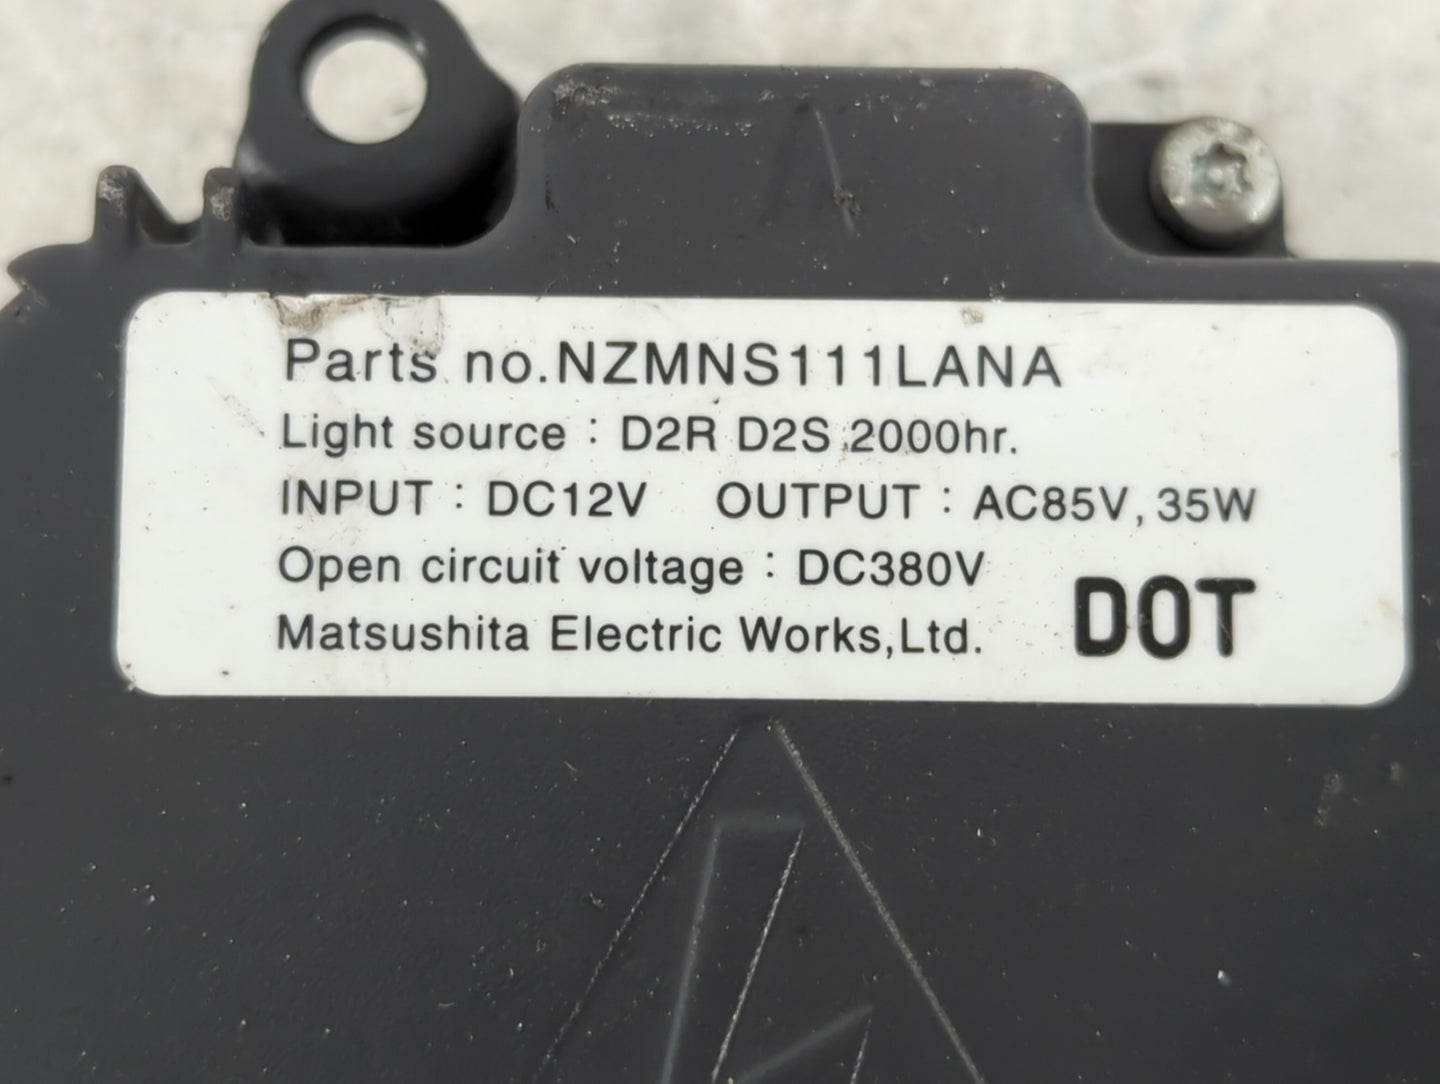 Parts no.NZMNS111LANA
Light source : D2R D2S 2000hr.
INPUT : DC12V OUTPUT : AC85V, 35W
Open circuit voltage : DC380V
Matsushita Electric Works,Ltd. DOT